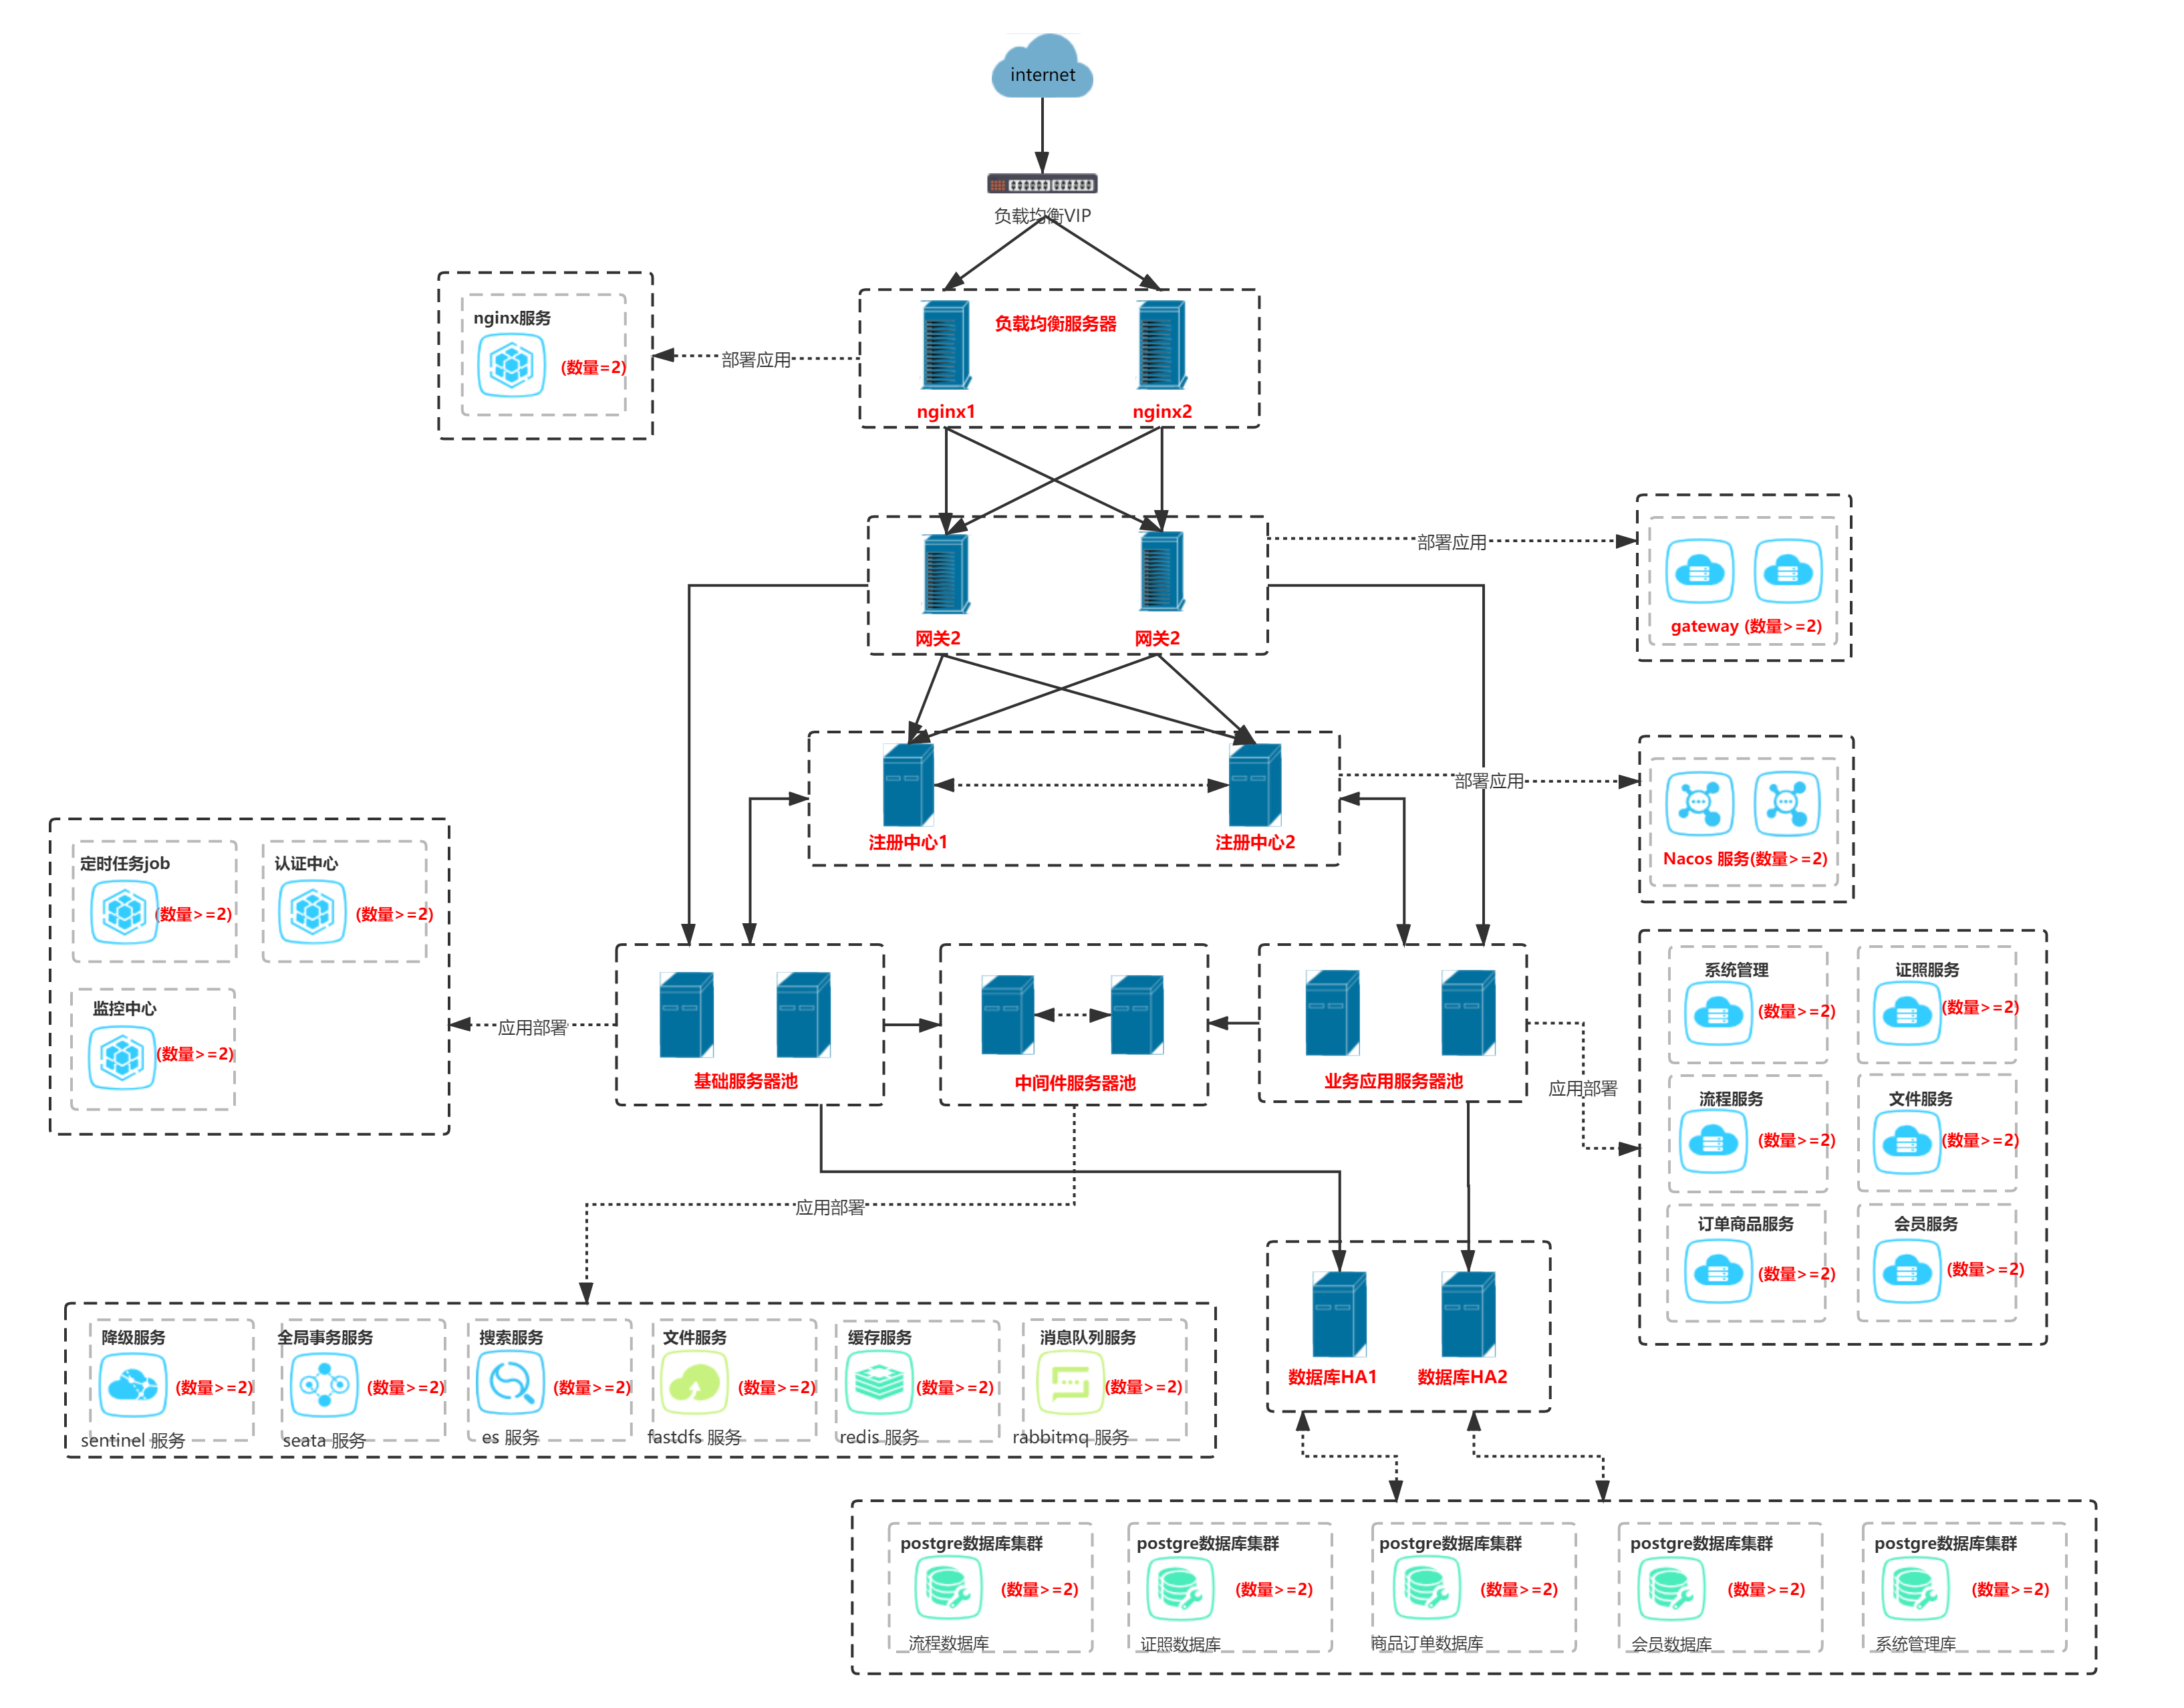 internet
负载均衡VIP
nginx服务
(数量=2)
部署应用
负载均衡服务器
nginx1
nginx2
部署应用
gateway (数量>=2)
网关2
网关2
部署应用
Nacos 服务(数量>=2)
注册中心1
注册中心2
定时任务job
(数量>=2)
认证中心
(数量>=2)
监控中心
(数量>=2)
应用部署
基础服务器池
中间件服务器池
业务应用服务器池
应用部署
系统管理
(数量>=2)
证照服务
(数量>=2)
流程服务
(数量>=2)
文件服务
(数量>=2)
订单商品服务
(数量>=2)
会员服务
(数量>=2)
应用部署
降级服务
(数量>=2)
sentinel 服务
全局事务服务
(数量>=2)
seata 服务
搜索服务
(数量>=2)
es 服务
文件服务
(数量>=2)
fastdfs 服务
缓存服务
(数量>=2)
redis 服务
消息队列服务
(数量>=2)
rabbitmq 服务
数据库HA1
数据库HA2
postgre数据库集群
(数量>=2)
流程数据库
postgre数据库集群
(数量>=2)
证照数据库
postgre数据库集群
(数量>=2)
商品订单数据库
postgre数据库集群
(数量>=2)
会员数据库
postgre数据库集群
(数量>=2)
系统管理库